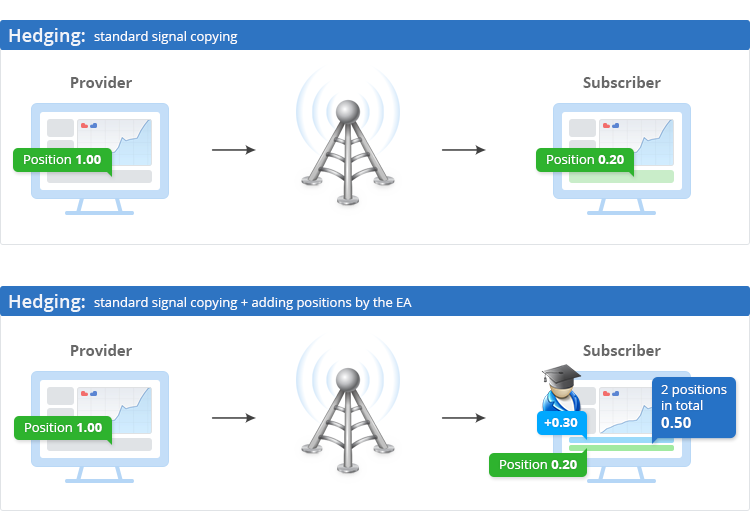 Hedging: standard signal copying
Provider
Subscriber
Position 1.00
Position 0.20
Hedging: standard signal copying + adding positions by the EA
Provider
Subscriber
2 positions
in total
0.50
+0.30
Position 1.00
Position 0.20